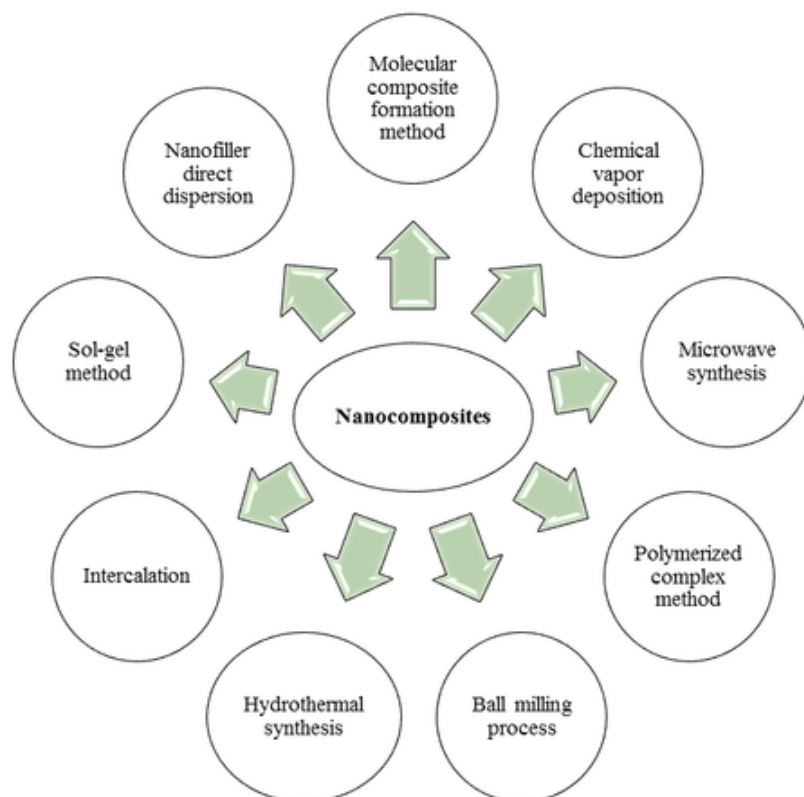 Molecular
composite
formation
method
Chemical
vapor
deposition
Microwave
synthesis
Polymerized
complex
method
Ball milling
process
Hydrothermal
synthesis
Intercalation
Sol-gel
method
Nanofiller
direct
dispersion
Nanocomposites